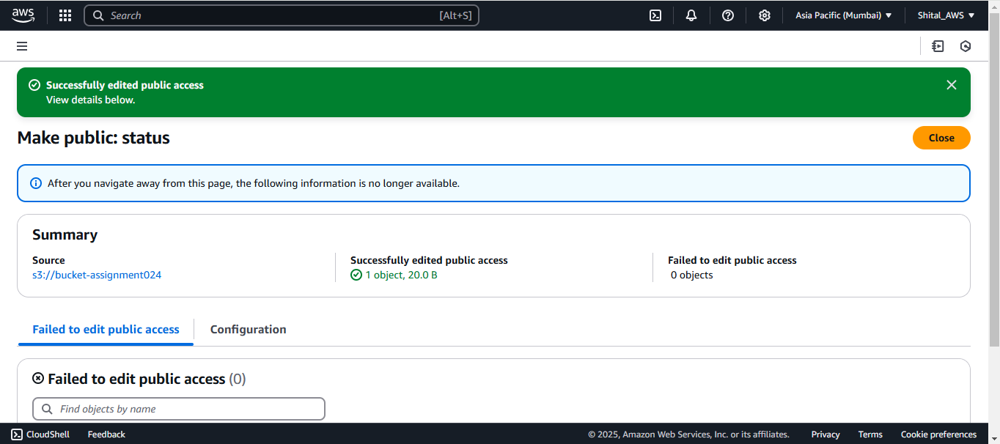 aws
Search [Alt+S]
Asia Pacific (Mumbai) Shital_AWS
Successfully edited public access
View details below.
Make public: status
Close
After you navigate away from this page, the following information is no longer available.
Summary
Source
s3://bucket-assignment024
Successfully edited public access
1 object, 20.0 B
Failed to edit public access
0 objects
Failed to edit public access Configuration
Failed to edit public access (0)
Find objects by name
CloudShell Feedback © 2025, Amazon Web Services, Inc. or its affiliates. Privacy Terms Cookie preferences